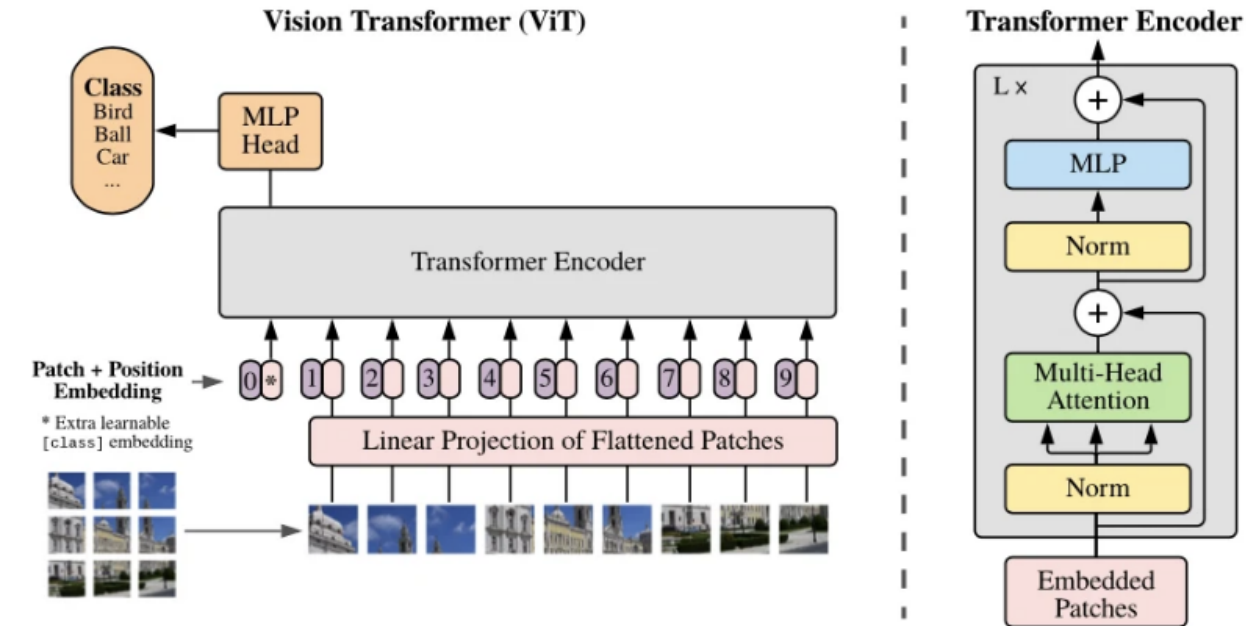 Vision Transformer (ViT)
Class
Bird
Ball
Car
...
MLP
Head
Transformer Encoder
Patch + Position
Embedding
* Extra learnable
[class] embedding
0 * 1 2 3 4 5 6 7 8 9
Linear Projection of Flattened Patches
Transformer Encoder
L ×
+
MLP
Norm
+
Multi-Head
Attention
Norm
Embedded
Patches